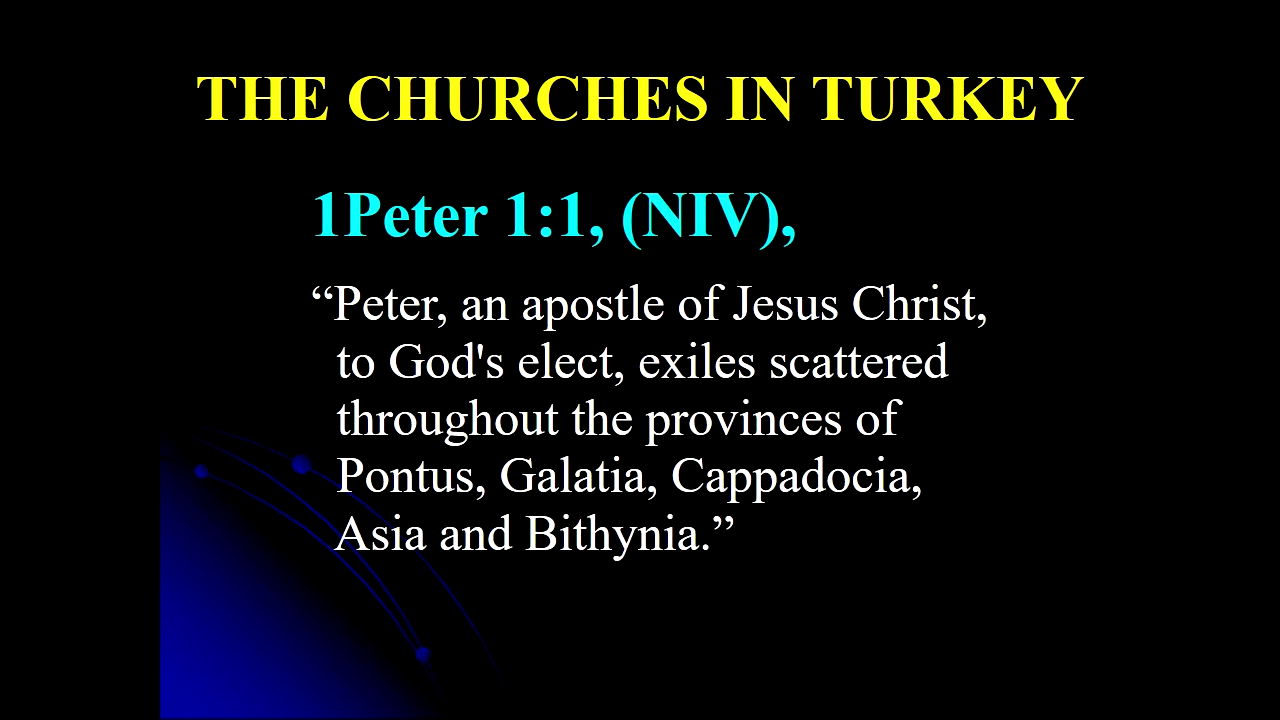 THE CHURCHES IN TURKEY
1Peter 1:1, (NIV),
“Peter, an apostle of Jesus Christ,
to God's elect, exiles scattered
throughout the provinces of
Pontus, Galatia, Cappadocia,
Asia and Bithynia.”